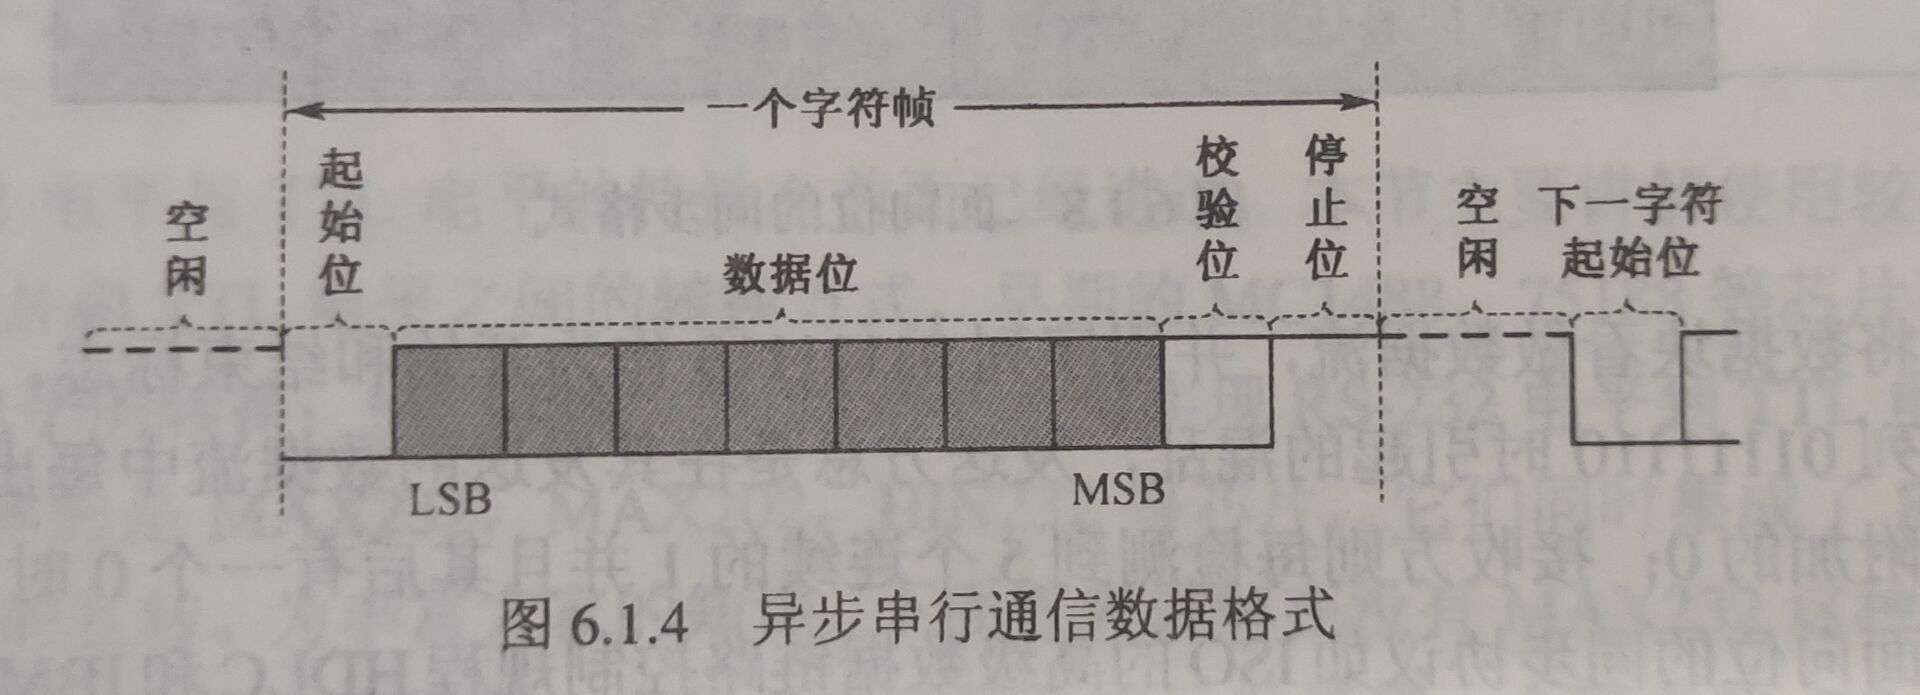 一个字符帧
空闲
起始位
数据位
校验位
停止位
空闲
下一字符
起始位
LSB
MSB
图 6.1.4 异步串行通信数据格式